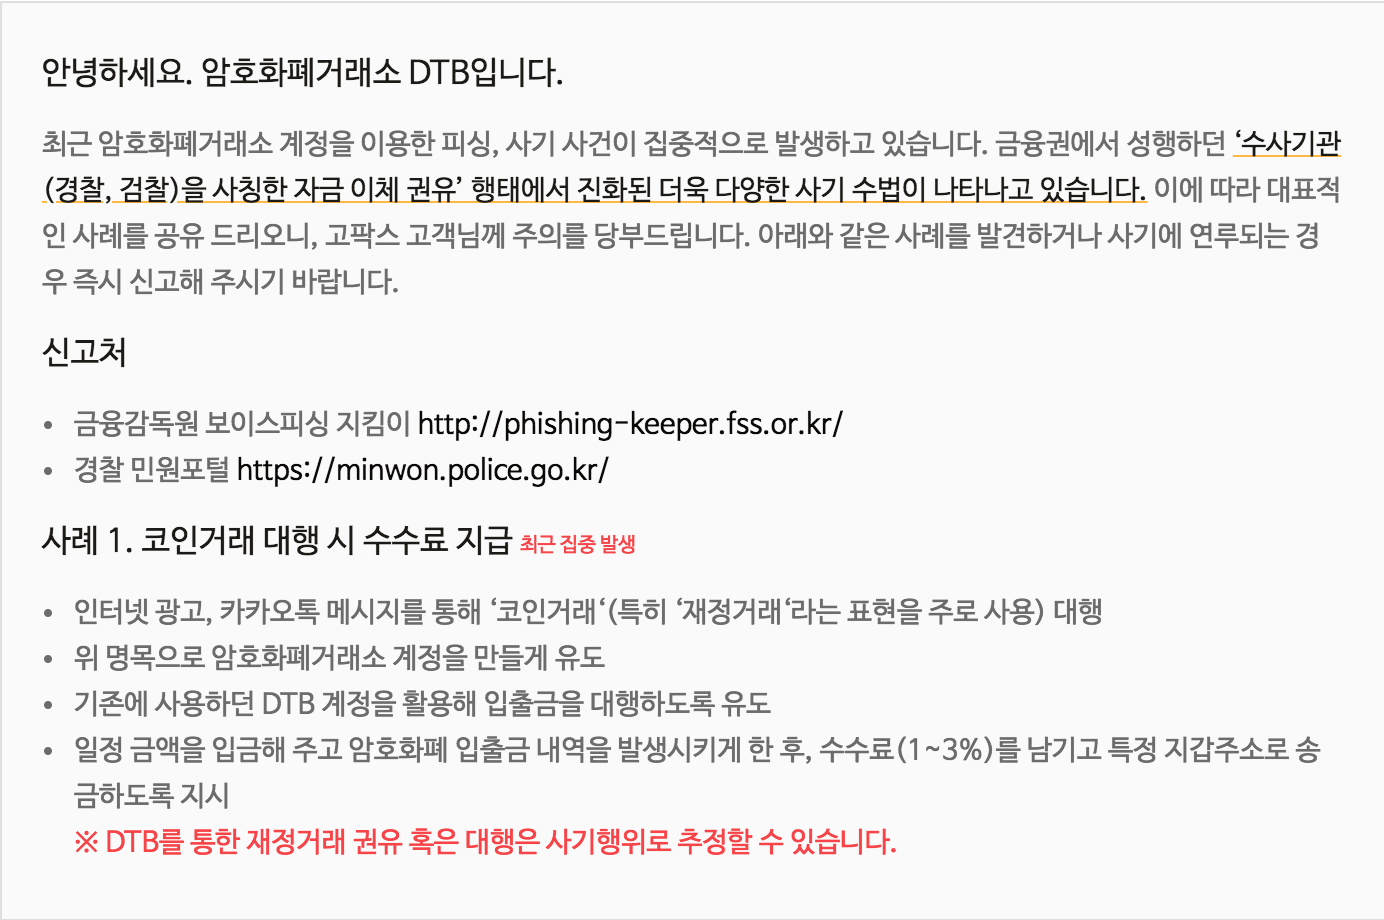 안녕하세요. 암호화폐거래소 DTB입니다.
최근 암호화폐거래소 계정을 이용한 피싱, 사기 사건이 집중적으로 발생하고 있습니다. 금융권에서 성행하던 ‘수사기관
(경찰, 검찰)을 사칭한 자금 이체 권유’ 행태에서 진화된 더욱 다양한 사기 수법이 나타나고 있습니다. 이에 따라 대표적
인 사례를 공유 드리오니, 고팍스 고객님께 주의를 당부드립니다. 아래와 같은 사례를 발견하거나 사기에 연루되는 경
우 즉시 신고해 주시기 바랍니다.
신고처
• 금융감독원 보이스피싱 지킴이 http://phishing-keeper.fss.or.kr/
• 경찰 민원포털 https://minwon.police.go.kr/
사례 1. 코인거래 대행 시 수수료 지급 최근 집중 발생
• 인터넷 광고, 카카오톡 메시지를 통해 ‘코인거래‘(특히 ‘재정거래‘라는 표현을 주로 사용) 대행
• 위 명목으로 암호화폐거래소 계정을 만들게 유도
• 기존에 사용하던 DTB 계정을 활용해 입출금을 대행하도록 유도
• 일정 금액을 입금해 주고 암호화폐 입출금 내역을 발생시키게 한 후, 수수료(1~3%)를 남기고 특정 지갑주소로 송
금하도록 지시
※ DTB를 통한 재정거래 권유 혹은 대행은 사기행위로 추정할 수 있습니다.